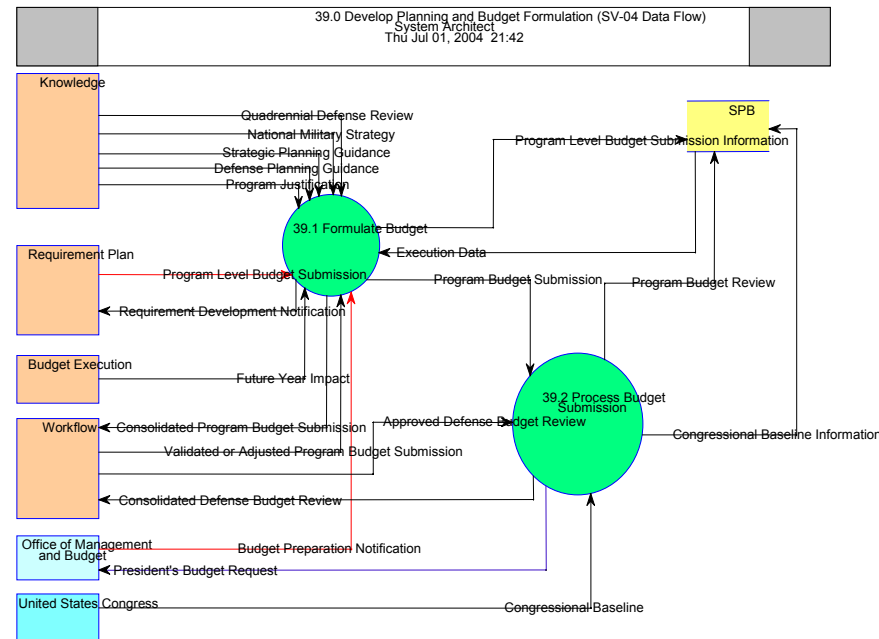 39.0 Develop Planning and Budget Formulation (SV-04 Data Flow)
System Architect
Thu Jul 01, 2004  21:42
Knowledge
Quadrennial Defense Review
National Military Strategy
Strategic Planning Guidance
Defense Planning Guidance
Program Justification
SPB
Program Level Budget Submission Information
39.1 Formulate Budget
Execution Data
Requirement Plan
Program Level Budget Submission
Program Budget Submission
Program Budget Review
Requirement Development Notification
Budget Execution
Future Year Impact
39.2 Process Budget
Submission
Workflow
Consolidated Program Budget Submission
Approved Defense Budget Review
Congressional Baseline Information
Validated or Adjusted Program Budget Submission
Consolidated Defense Budget Review
Office of Management
and Budget
Budget Preparation Notification
President's Budget Request
United States Congress
Congressional Baseline